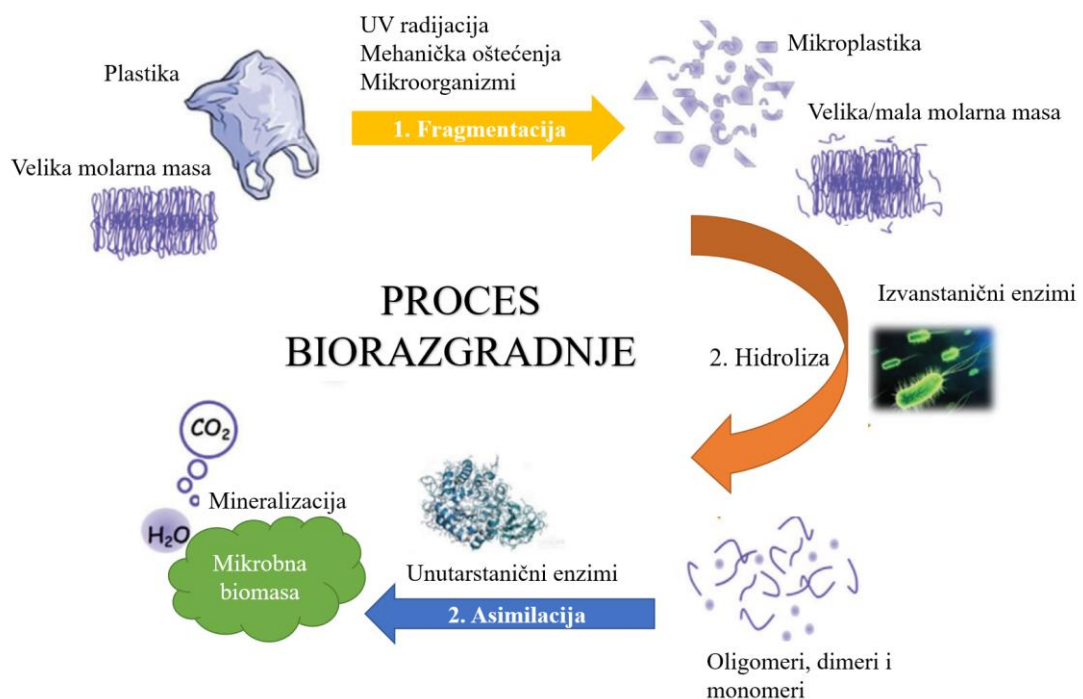 UV radijacija
Mehanička oštećenja
Mikroorganizmi
Plastika
1. Fragmentacija
Mikroplastika
Velika/mala molarna masa
Velika molarna masa
PROCES
BIORAZGRADNJE
Izvanstanični enzimi
2. Hidroliza
CO2
H2O
Mineralizacija
Mikrobna
biomasa
Unutarstanični enzimi
2. Asimilacija
Oligomeri, dimeri i
monomeri